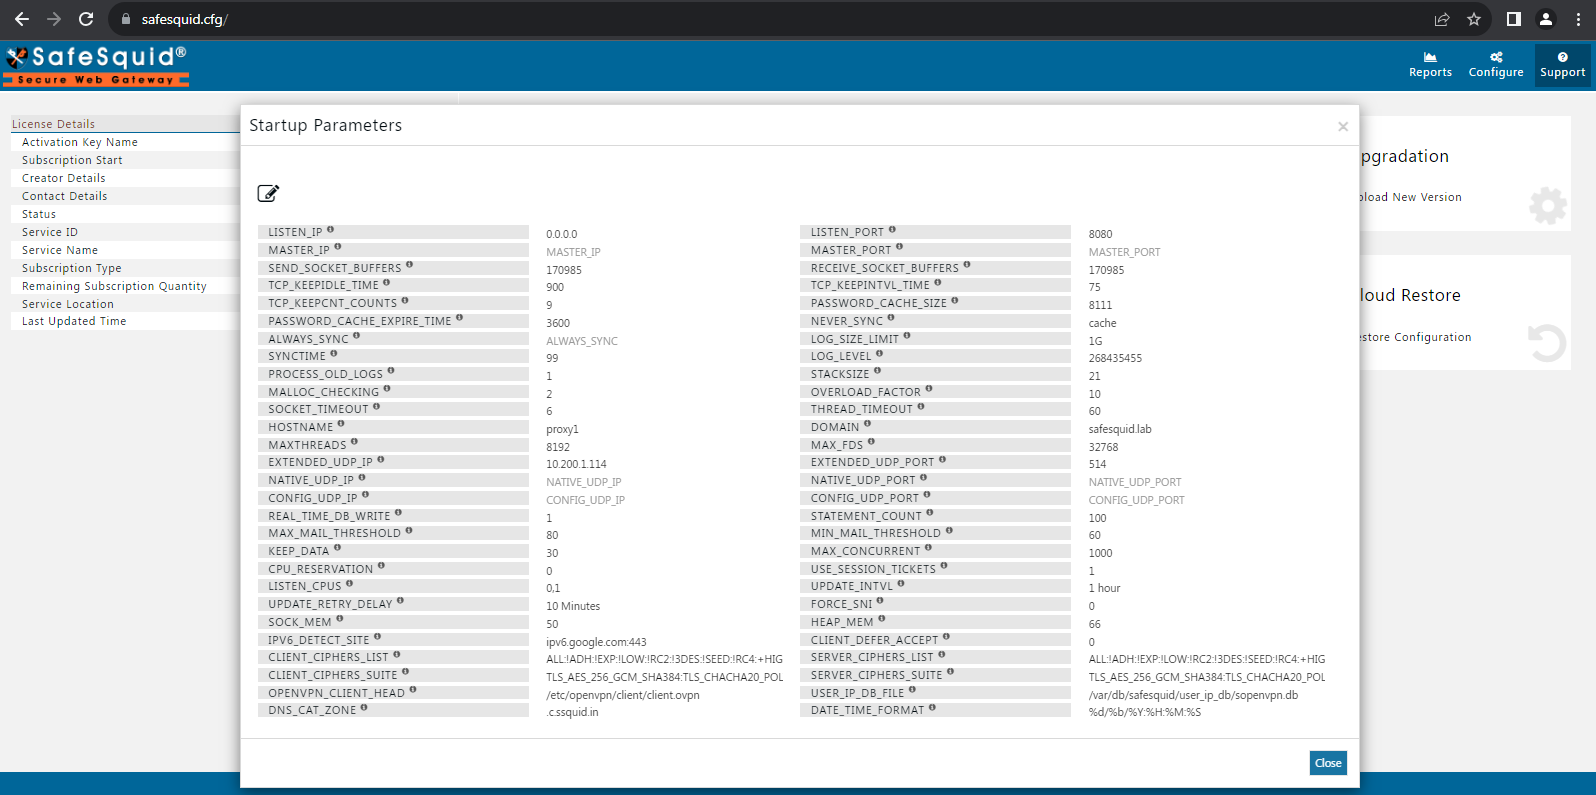 safesquid.cfg/
SafeSquid®
Secure Web Gateway
Reports
Configure
Support
License Details
Activation Key Name
Subscription Start
Creator Details
Contact Details
Status
Service ID
Service Name
Subscription Type
Remaining Subscription Quantity
Service Location
Last Updated Time
Startup Parameters
×
LISTEN_IP 0.0.0.0 LISTEN_PORT 8080
MASTER_IP MASTER_IP MASTER_PORT MASTER_PORT
SEND_SOCKET_BUFFERS 170985 RECEIVE_SOCKET_BUFFERS 170985
TCP_KEEPIDLE_TIME 900 TCP_KEEPINTVL_TIME 75
TCP_KEEPCNT_COUNTS 9 PASSWORD_CACHE_SIZE 8111
PASSWORD_CACHE_EXPIRE_TIME 3600 NEVER_SYNC cache
ALWAYS_SYNC ALWAYS_SYNC LOG_SIZE_LIMIT 1G
SYNCTIME 99 LOG_LEVEL 268435455
PROCESS_OLD_LOGS 1 STACKSIZE 21
MALLOC_CHECKING 2 OVERLOAD_FACTOR 10
SOCKET_TIMEOUT 6 THREAD_TIMEOUT 60
HOSTNAME proxy1 DOMAIN safesquid.lab
MAXTHREADS 8192 MAX_FDS 32768
EXTENDED_UDP_IP 10.200.1.114 EXTENDED_UDP_PORT 514
NATIVE_UDP_IP NATIVE_UDP_IP NATIVE_UDP_PORT NATIVE_UDP_PORT
CONFIG_UDP_IP CONFIG_UDP_IP CONFIG_UDP_PORT CONFIG_UDP_PORT
REAL_TIME_DB_WRITE 1 STATEMENT_COUNT 100
MAX_MAIL_THRESHOLD 80 MIN_MAIL_THRESHOLD 60
KEEP_DATA 30 MAX_CONCURRENT 1000
CPU_RESERVATION 0 USE_SESSION_TICKETS 1
LISTEN_CPUS 0,1 UPDATE_INTVL 1 hour
UPDATE_RETRY_DELAY 10 Minutes FORCE_SNI 0
SOCK_MEM 50 HEAP_MEM 66
IPV6_DETECT_SITE ipv6.google.com:443 CLIENT_DEFER_ACCEPT 0
CLIENT_CIPHERS_LIST ALL:!ADH:!EXP:!LOW:!RC2:!3DES:!SEED:!RC4:+HIG SERVER_CIPHERS_LIST ALL:!ADH:!EXP:!LOW:!RC2:!3DES:!SEED:!RC4:+HIG
CLIENT_CIPHERS_SUITE TLS_AES_256_GCM_SHA384:TLS_CHACHA20_POL SERVER_CIPHERS_SUITE TLS_AES_256_GCM_SHA384:TLS_CHACHA20_POL
OPENVPN_CLIENT_HEAD /etc/openvpn/client/client.ovpn USER_IP_DB_FILE /var/db/safesquid/user_ip_db/sopenvpn.db
DNS_CAT_ZONE .c.ssquid.in DATE_TIME_FORMAT %d/%b/%Y:%H:%M:%S
Close
pgradation
pload New Version
loud Restore
estore Configuration